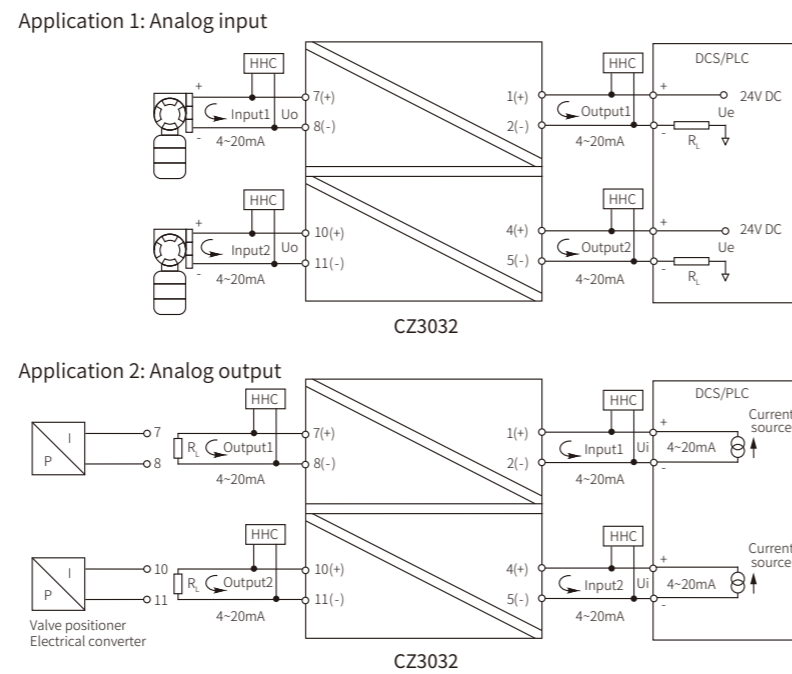 Application 1: Analog input
HHC HHC DCS/PLC
+ 7(+) 1(+) + 24V DC
Input1 Uo Output1 Ue
- 8(-) 2(-) - RL
4~20mA 4~20mA
HHC HHC
+ 10(+) 4(+) + 24V DC
Input2 Uo Output2 Ue
- 11(-) 5(-) - RL
4~20mA 4~20mA
CZ3032
Application 2: Analog output
HHC HHC DCS/PLC
Current
source
I 7 7(+) 1(+) +
RL Output1 Input1 Ui 4~20mA
P 8 8(-) 2(-) -
4~20mA 4~20mA
HHC HHC
Current
source
I 10 10(+) 4(+) +
RL Output2 Input2 Ui 4~20mA
P 11 11(-) 5(-) -
4~20mA 4~20mA
Valve positioner
Electrical converter
CZ3032